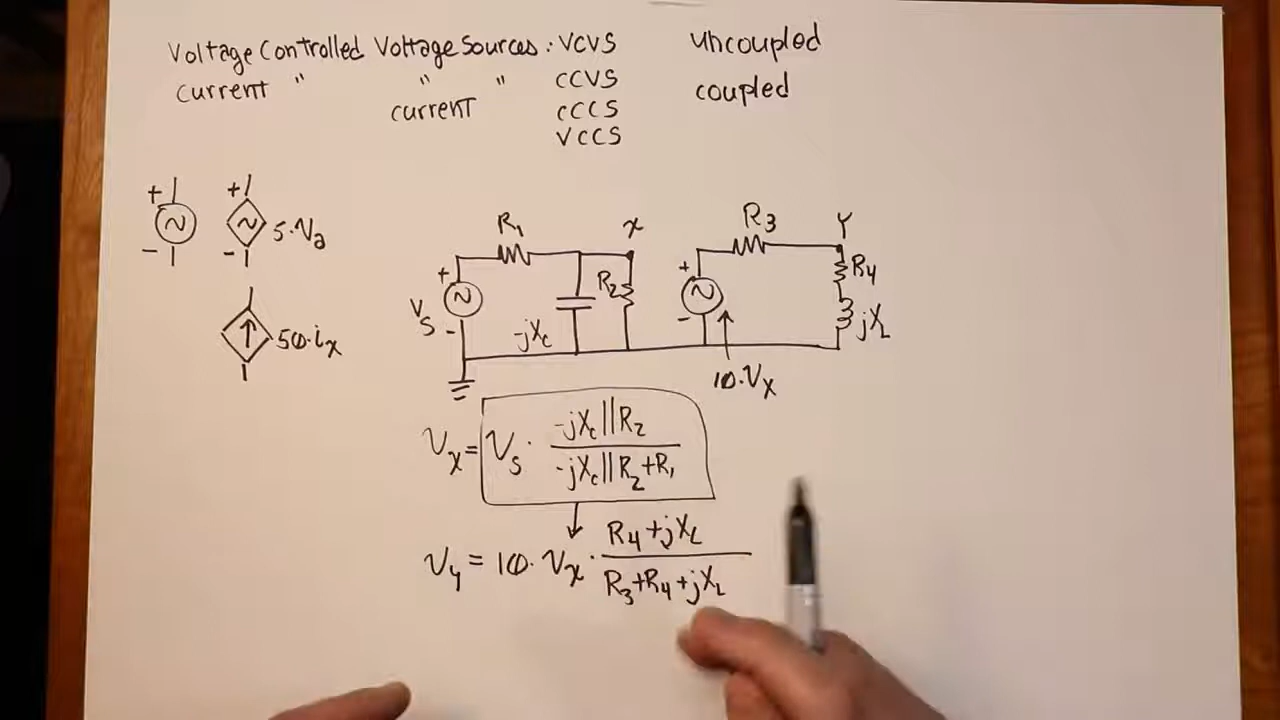 Voltage Controlled Voltage Sources : VCVS
Current " " " CCVS
current CCCS
VCCS
Uncoupled
coupled
+ -
+ - 5·Va
50·ix
VS + -
R1
-jXC
R2
X
+ -
10·VX
R3
Y
R4
jXL
VX = VS · -jXC||R2 / -jXC||R2+R1
Vy = 10·Vx · R4+jXL / R3+R4+jXL